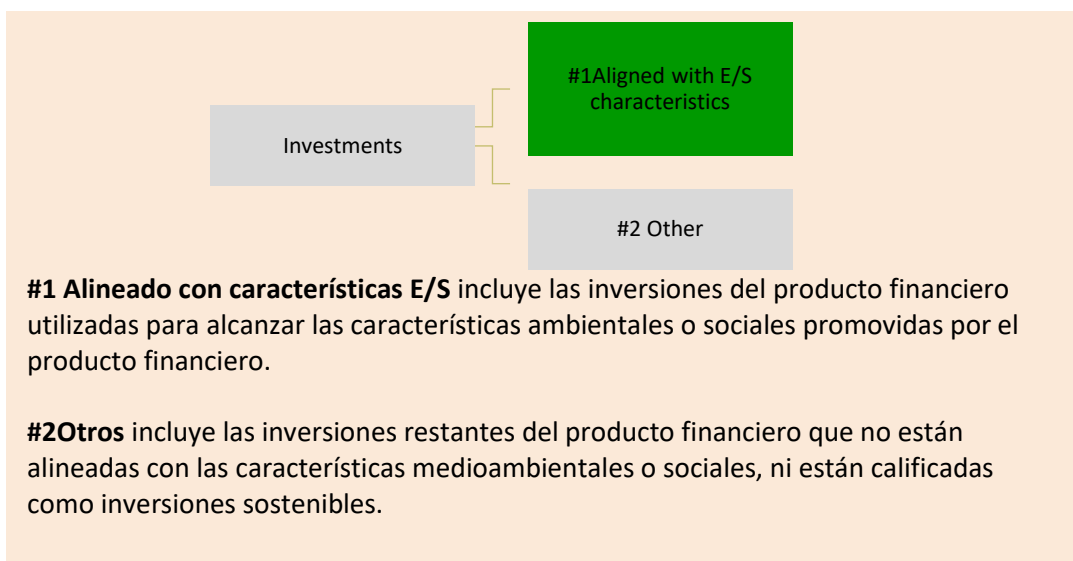 #1Aligned with E/S
characteristics
Investments
#2 Other
#1 Alineado con características E/S incluye las inversiones del producto financiero
utilizadas para alcanzar las características ambientales o sociales promovidas por el
producto financiero.
#2Otros incluye las inversiones restantes del producto financiero que no están
alineadas con las características medioambientales o sociales, ni están calificadas
como inversiones sostenibles.